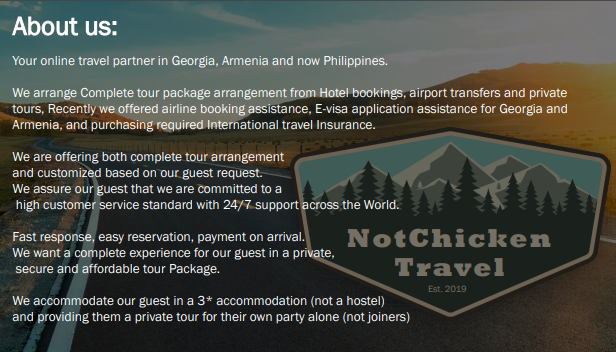 About us:
Your online travel partner in Georgia, Armenia and now Philippines.
We arrange Complete tour package arrangement from Hotel bookings, airport transfers and private
tours, Recently we offered airline booking assistance, E-visa application assistance for Georgia and
Armenia, and purchasing required International travel Insurance.
We are offering both complete tour arrangement
and customized based on our guest request.
We assure our guest that we are committed to a
high customer service standard with 24/7 support across the World.
Fast response, easy reservation, payment on arrival.
We want a complete experience for our guest in a private,
secure and affordable tour Package.
We accommodate our guest in a 3* accommodation (not a hostel)
and providing them a private tour for their own party alone (not joiners)
NotChicken
Travel
Est. 2019